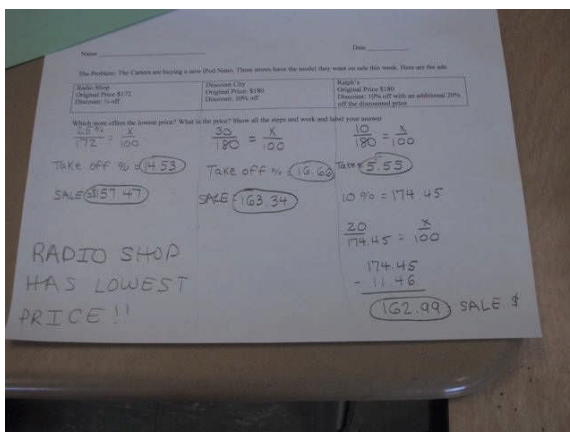 Name
Date
The Problem: The Carters are buying a new iPod Nano. Three stores have the model they want on sale this week. Here are the ads
Radio Shop
Original Price $172
Discount: ¼ off
Discount City
Original Price: $180
Discount: 30% off
Ralph's
Original Price $180
Discount: 10% off with an additional 20% off the discounted price
Which store offers the lowest price? What is the price? Show all the steps and work and label your answer
25% / 172 = x / 100
Take off % = 14.53
SALE $157.47
30 / 180 = x / 100
Take off % = 16.66
SALE = 163.34
10 / 180 = x / 100
Take 5.55
10% = 174.45
20 / 174.45 = x / 100
174.45
- 11.46
162.99 SALE $
RADIO SHOP
HAS LOWEST
PRICE!!